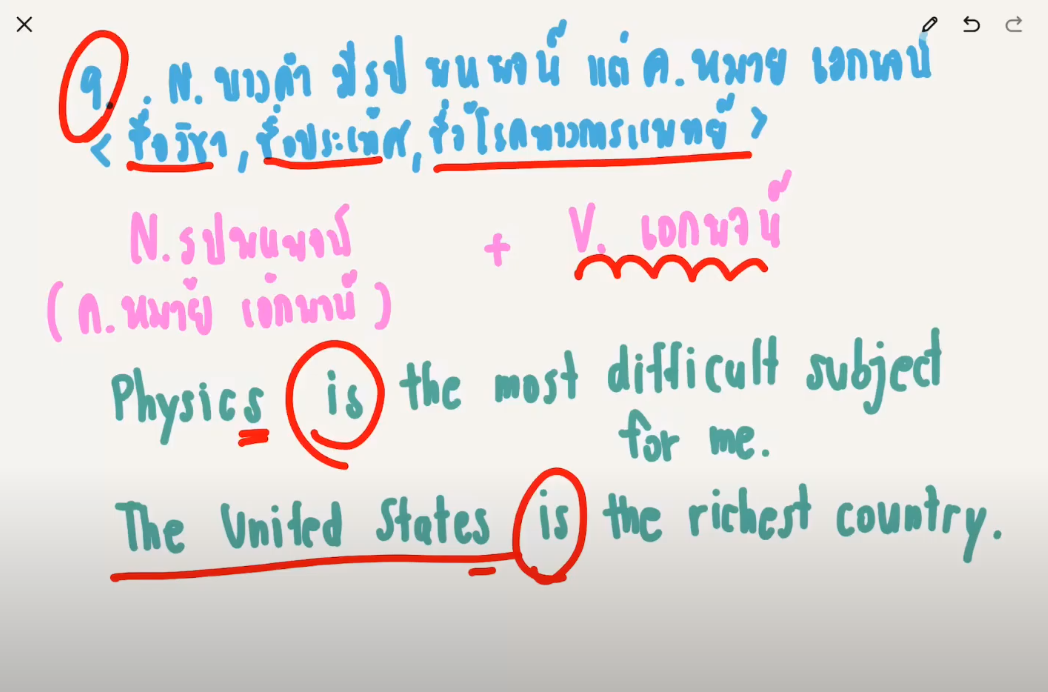 9. N. บางคำ มีรูป พหูพจน์ แต่ ค.หมาย เอกพจน์
< ชื่อวิชา, ชื่อประเทศ, ชื่อโรคทางการแพทย์ >
N. รูปพหูพจน์ + V. เอกพจน์
(ค.หมาย เอกพจน์)
Physics is the most difficult subject
for me.
The United States is the richest country.